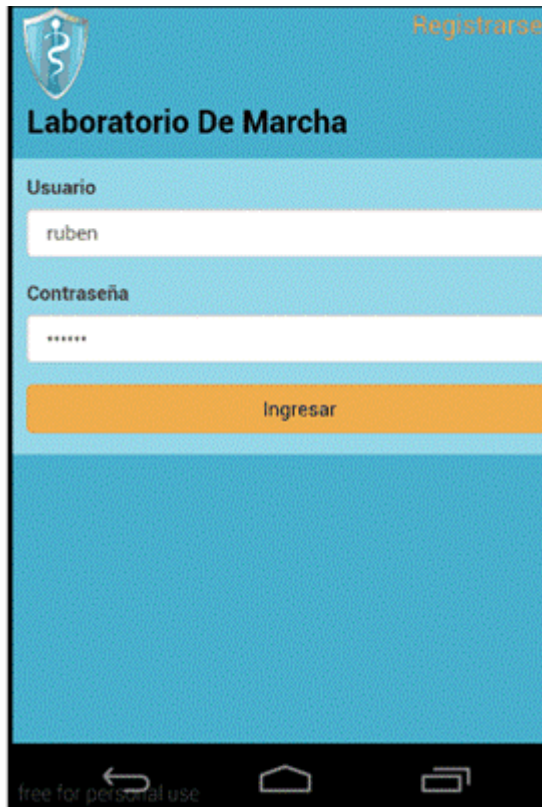 Registrarse
Laboratorio De Marcha
Usuario
ruben
Contraseña
••••••
Ingresar
free for personal use